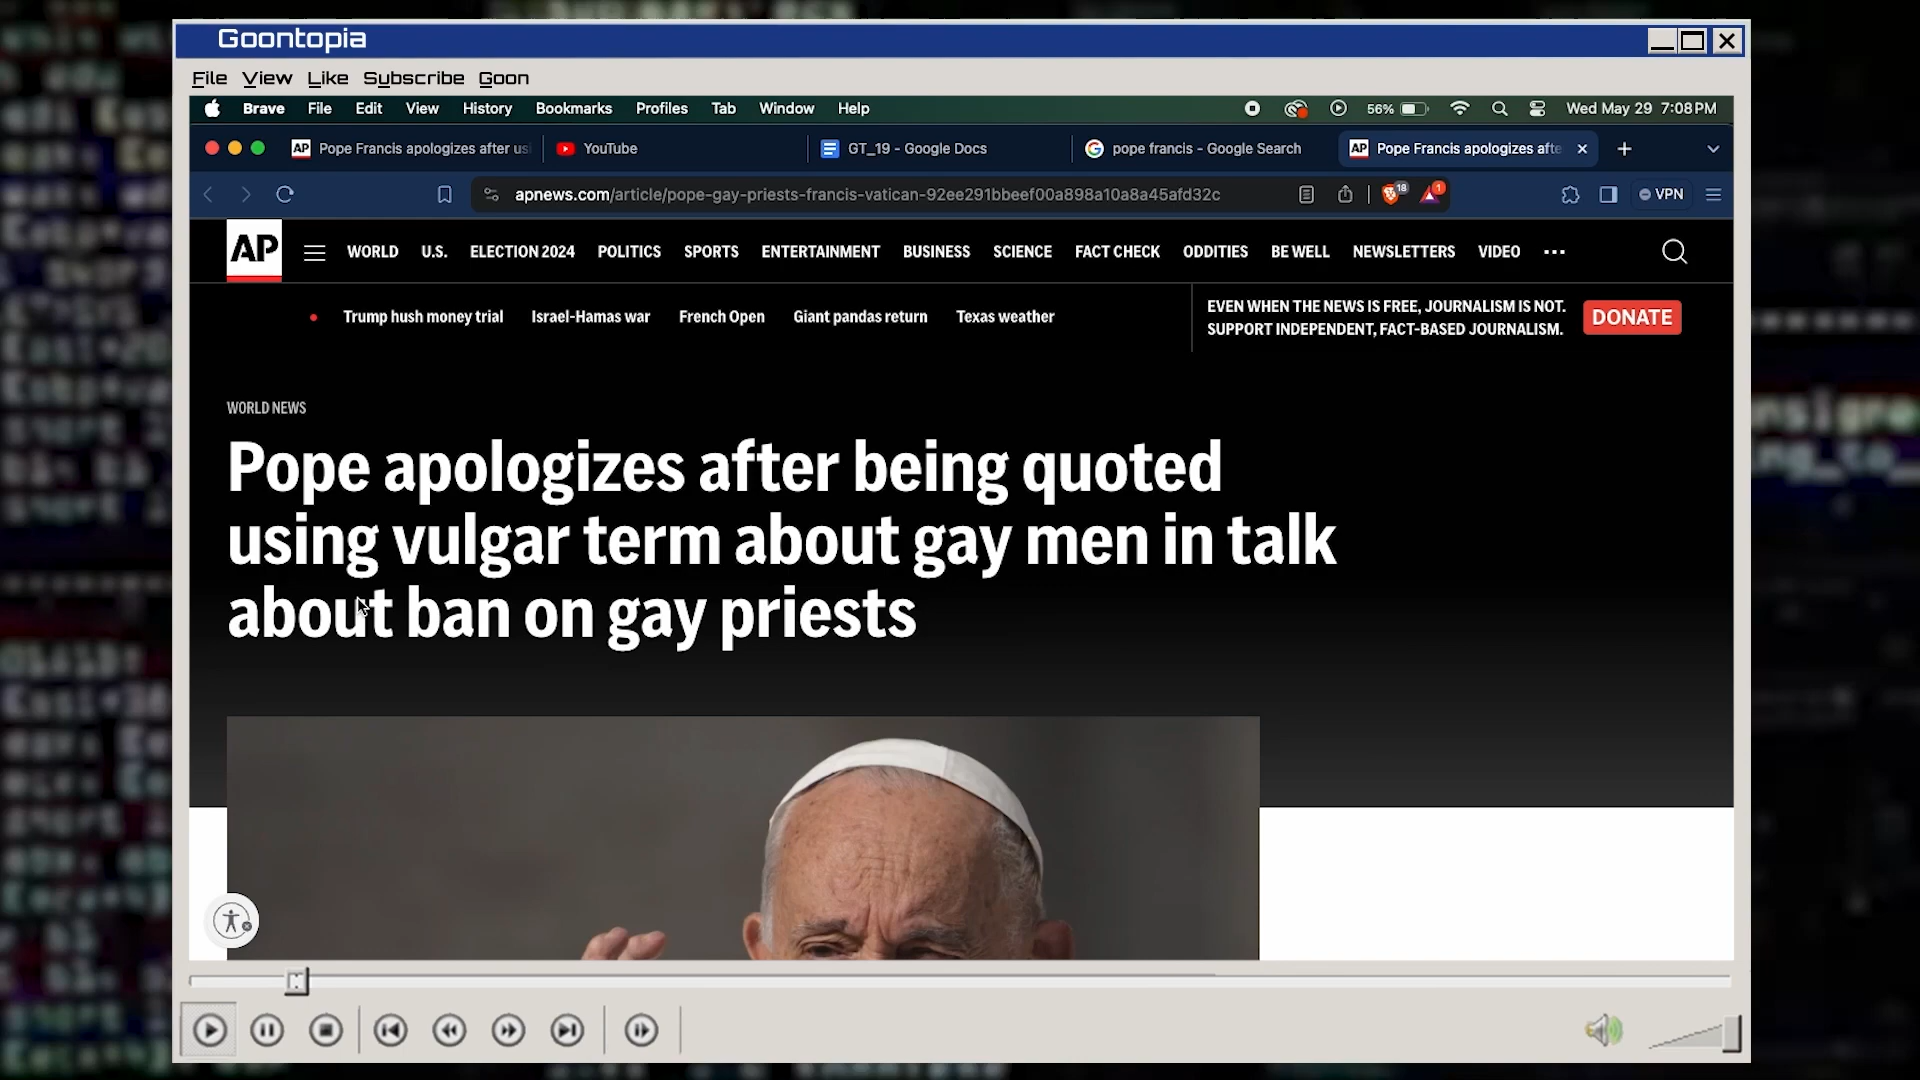 Goontopia
File View Like Subscribe Goon
Brave File Edit View History Bookmarks Profiles Tab Window Help 56% Wed May 29 7:08 PM
AP Pope Francis apologizes after usi YouTube GT_19 - Google Docs pope francis - Google Search AP Pope Francis apologizes afte
apnews.com/article/pope-gay-priests-francis-vatican-92ee291bbeef00a898a10a8a45afd32c 18 1 VPN
AP WORLD U.S. ELECTION 2024 POLITICS SPORTS ENTERTAINMENT BUSINESS SCIENCE FACT CHECK ODDITIES BE WELL NEWSLETTERS VIDEO
Trump hush money trial Israel-Hamas war French Open Giant pandas return Texas weather
EVEN WHEN THE NEWS IS FREE, JOURNALISM IS NOT.
SUPPORT INDEPENDENT, FACT-BASED JOURNALISM.
DONATE
WORLD NEWS
Pope apologizes after being quoted
using vulgar term about gay men in talk
about ban on gay priests